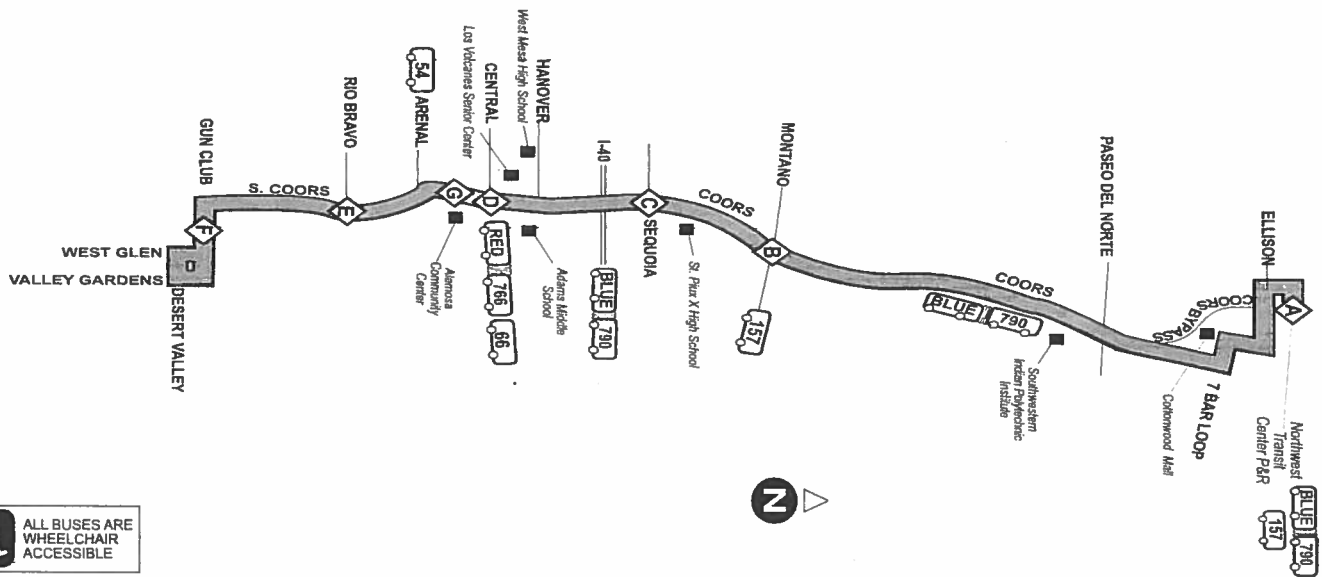 Northwest
Transit
Center P&R
BLUE 790
157
A
ELLISON
COORS BYPASS
7 BAR LOOP
Cottonwood Mall
PASEO DEL NORTE
Southwestern
Indian Polytechnic
Institute
COORS
BLUE 790
MONTANO
B
157
COORS
St. Pius X High School
C
SEQUOIA
I-40
BLUE 790
HANOVER
West Mesa High School
Adams Middle
School
CENTRAL
Los Volcanes Senior Center
D
RED 766 66
G
Alamosa
Community
Center
54 ARENAL
RIO BRAVO
E
S. COORS
GUN CLUB
F
WEST GLEN
VALLEY GARDENS
DESERT VALLEY
N
ALL BUSES ARE
WHEELCHAIR
ACCESSIBLE